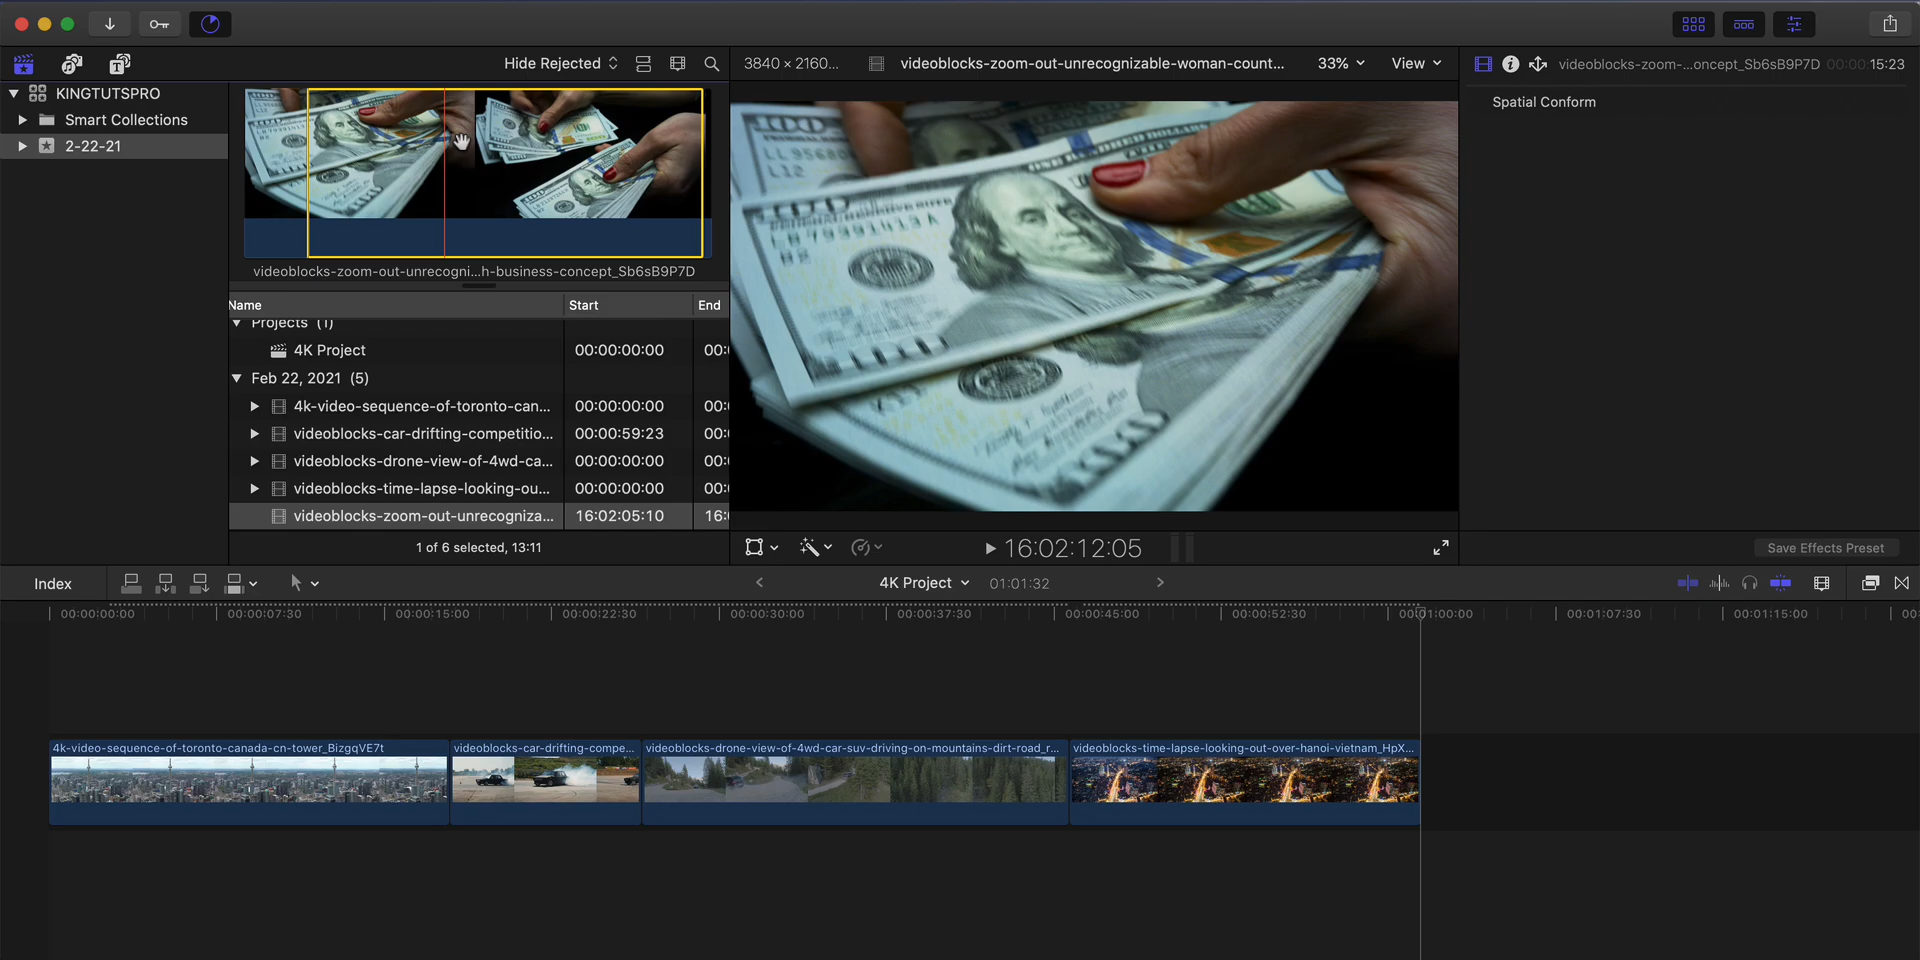 Hide Rejected
3840 × 2160...
videoblocks-zoom-out-unrecognizable-woman-count...
33%
View
videoblocks-zoom-...oncept_Sb6sB9P7D
00:00:15:23
KINGTUTSPRO
Smart Collections
2-22-21
Spatial Conform
videoblocks-zoom-out-unrecogni...h-business-concept_Sb6sB9P7D
Name
Start
End
Projects (1)
4K Project
00:00:00:00
00:
Feb 22, 2021 (5)
4k-video-sequence-of-toronto-can...
00:00:00:00
00:
videoblocks-car-drifting-competitio...
00:00:59:23
00:
videoblocks-drone-view-of-4wd-ca...
00:00:00:00
00:
videoblocks-time-lapse-looking-ou...
00:00:00:00
00:
videoblocks-zoom-out-unrecogniza...
16:02:05:10
16:
1 of 6 selected, 13:11
16:02:12:05
Save Effects Preset
Index
4K Project
01:01:32
00:00:00:00
00:00:07:30
00:00:15:00
00:00:22:30
00:00:30:00
00:00:37:30
00:00:45:00
00:00:52:30
00:01:00:00
00:01:07:30
00:01:15:00
4k-video-sequence-of-toronto-canada-cn-tower_BizgqVE7t
videoblocks-car-drifting-compe...
videoblocks-drone-view-of-4wd-car-suv-driving-on-mountains-dirt-road_r...
videoblocks-time-lapse-looking-out-over-hanoi-vietnam_HpX...